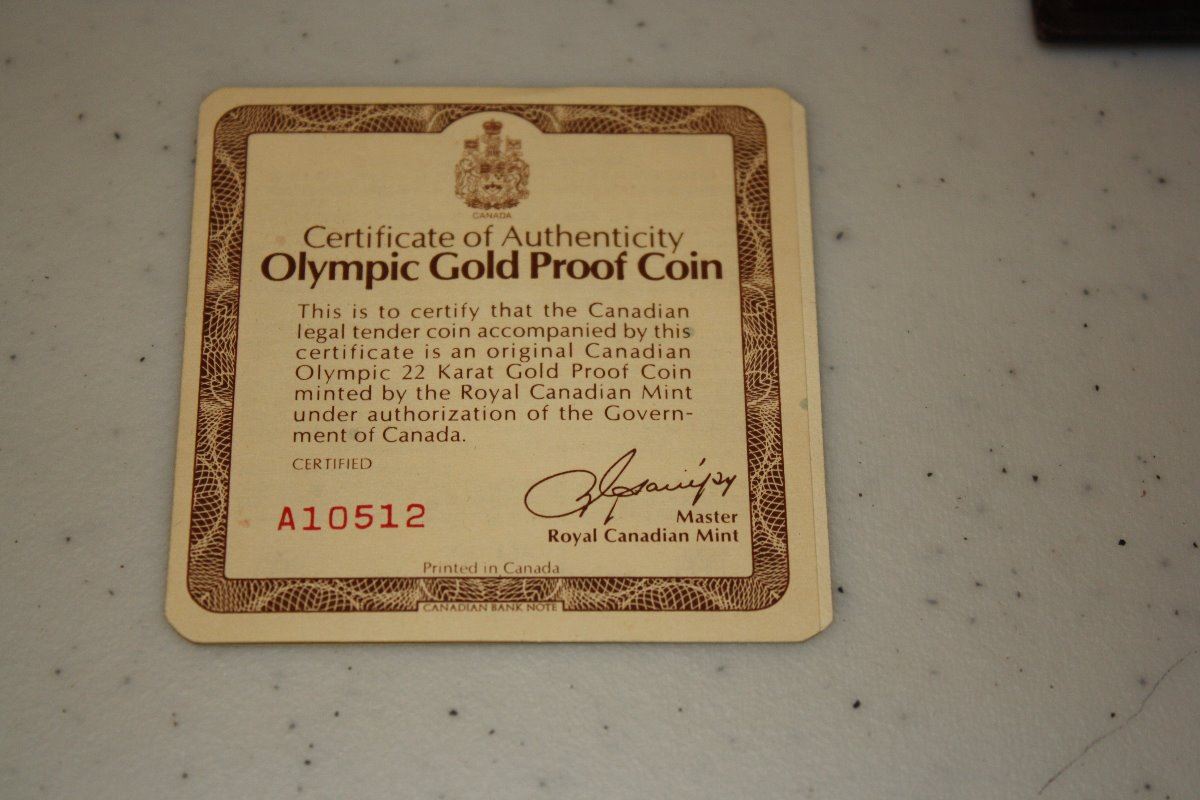 CANADA
Certificate of Authenticity
Olympic Gold Proof Coin
This is to certify that the Canadian
legal tender coin accompanied by this
certificate is an original Canadian
Olympic 22 Karat Gold Proof Coin
minted by the Royal Canadian Mint
under authorization of the Govern-
ment of Canada.
CERTIFIED
A10512
Master
Royal Canadian Mint
Printed in Canada
CANADIAN BANK NOTE